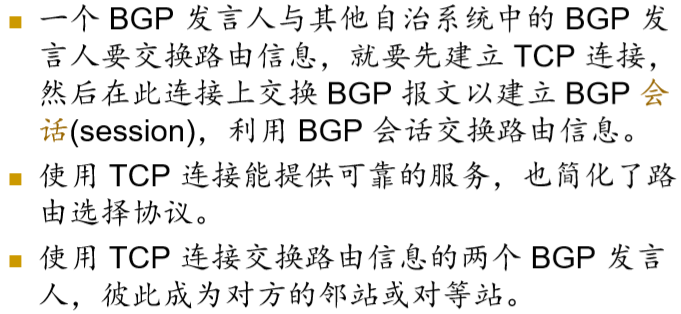 一个 BGP 发言人与其他自治系统中的 BGP 发
言人要交换路由信息，就要先建立 TCP 连接，
然后在此连接上交换 BGP 报文以建立 BGP 会
话(session)，利用 BGP 会话交换路由信息。
使用 TCP 连接能提供可靠的服务，也简化了路
由选择协议。
使用 TCP 连接交换路由信息的两个 BGP 发言
人，彼此成为对方的邻站或对等站。